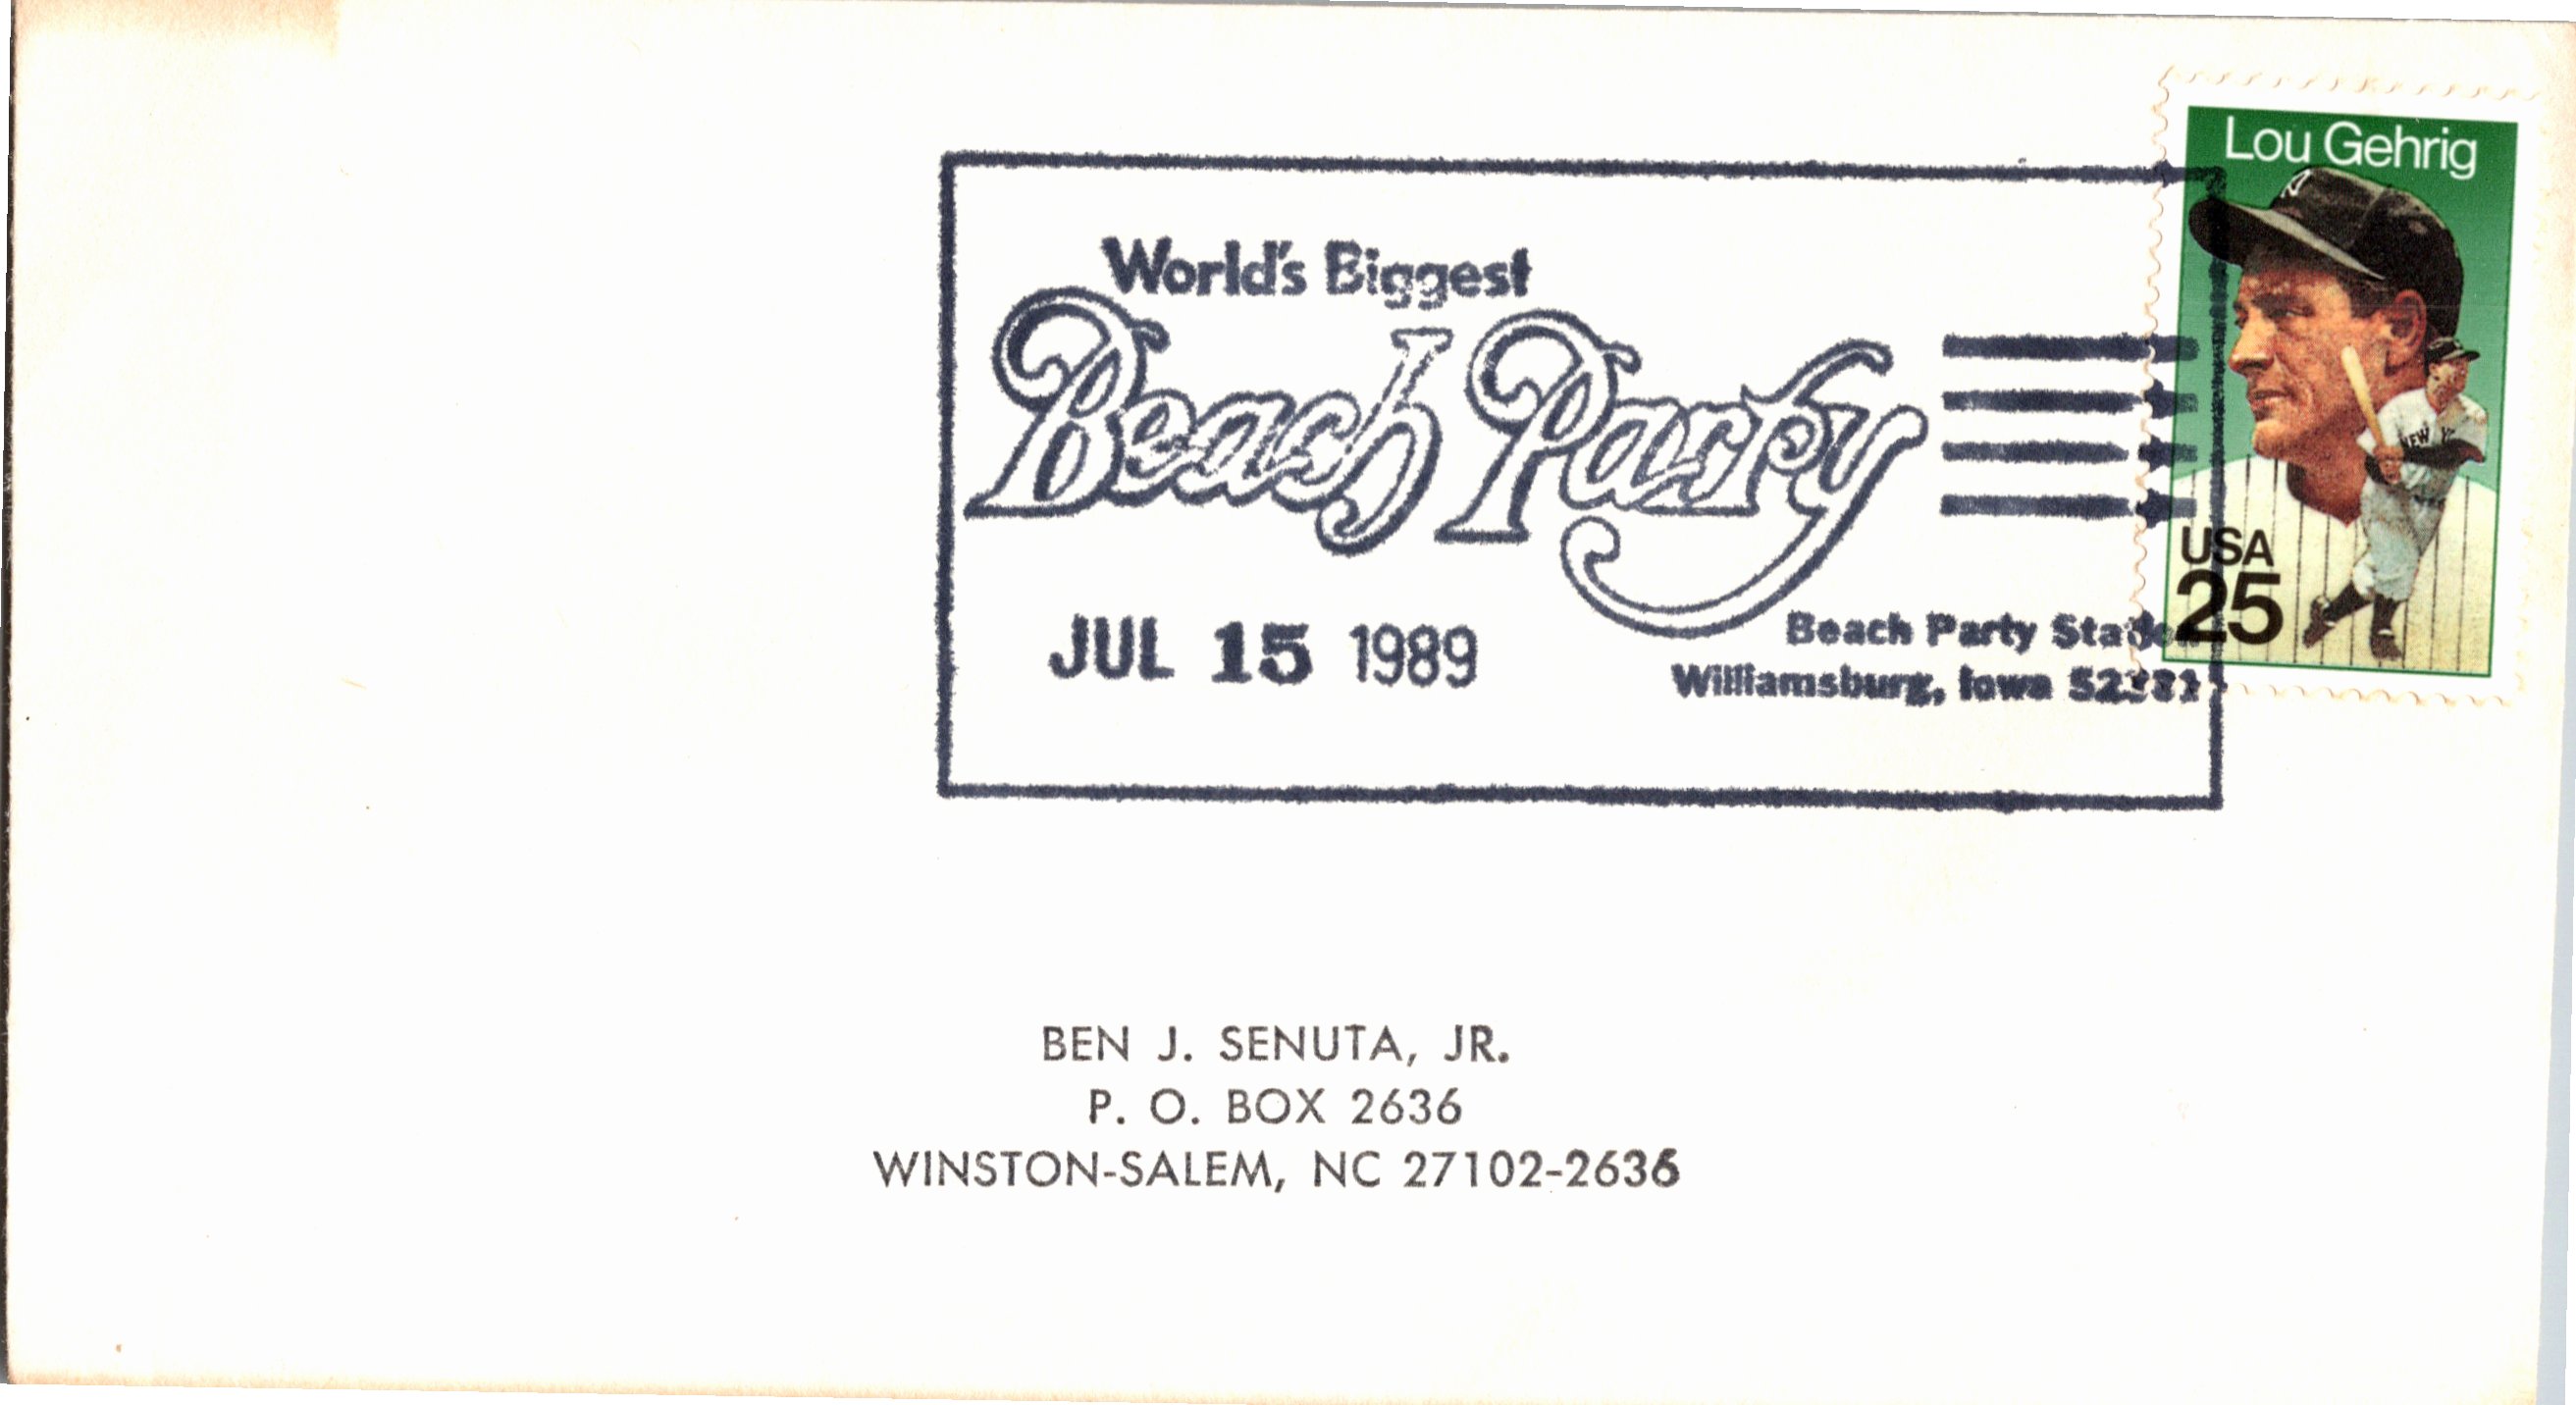 Lou Gehrig
World's Biggest
Beach Party
NEW
USA
25
JUL 15 1989
Beach Party
Williamsburg, Iowa
BEN J. SENUTA, JR.
P. O. BOX 2636
WINSTON-SALEM, NC 27102-2636